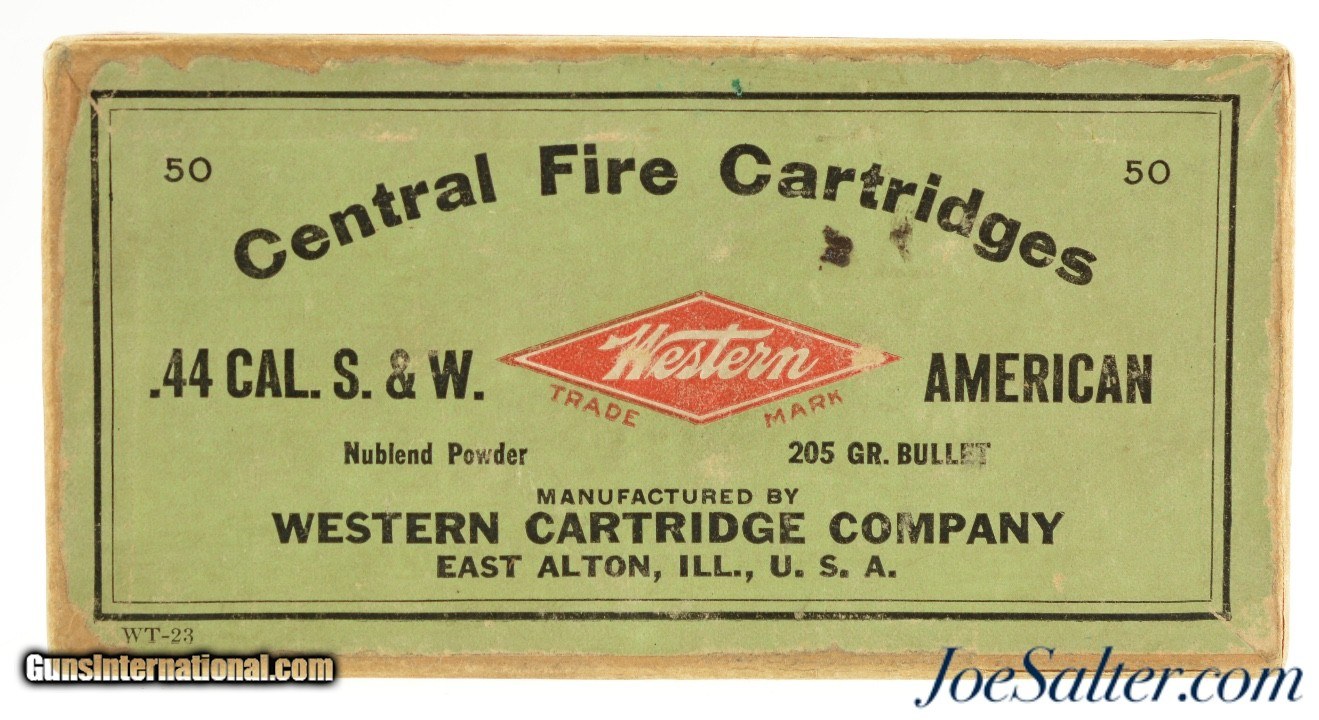 50 Central Fire Cartridges 50
.44 CAL. S. & W. Western AMERICAN
TRADE MARK
Nublend Powder 205 GR. BULLET
MANUFACTURED BY
WESTERN CARTRIDGE COMPANY
EAST ALTON, ILL., U. S. A.
WT-23
GunsInternational.com
JoeSalter.com